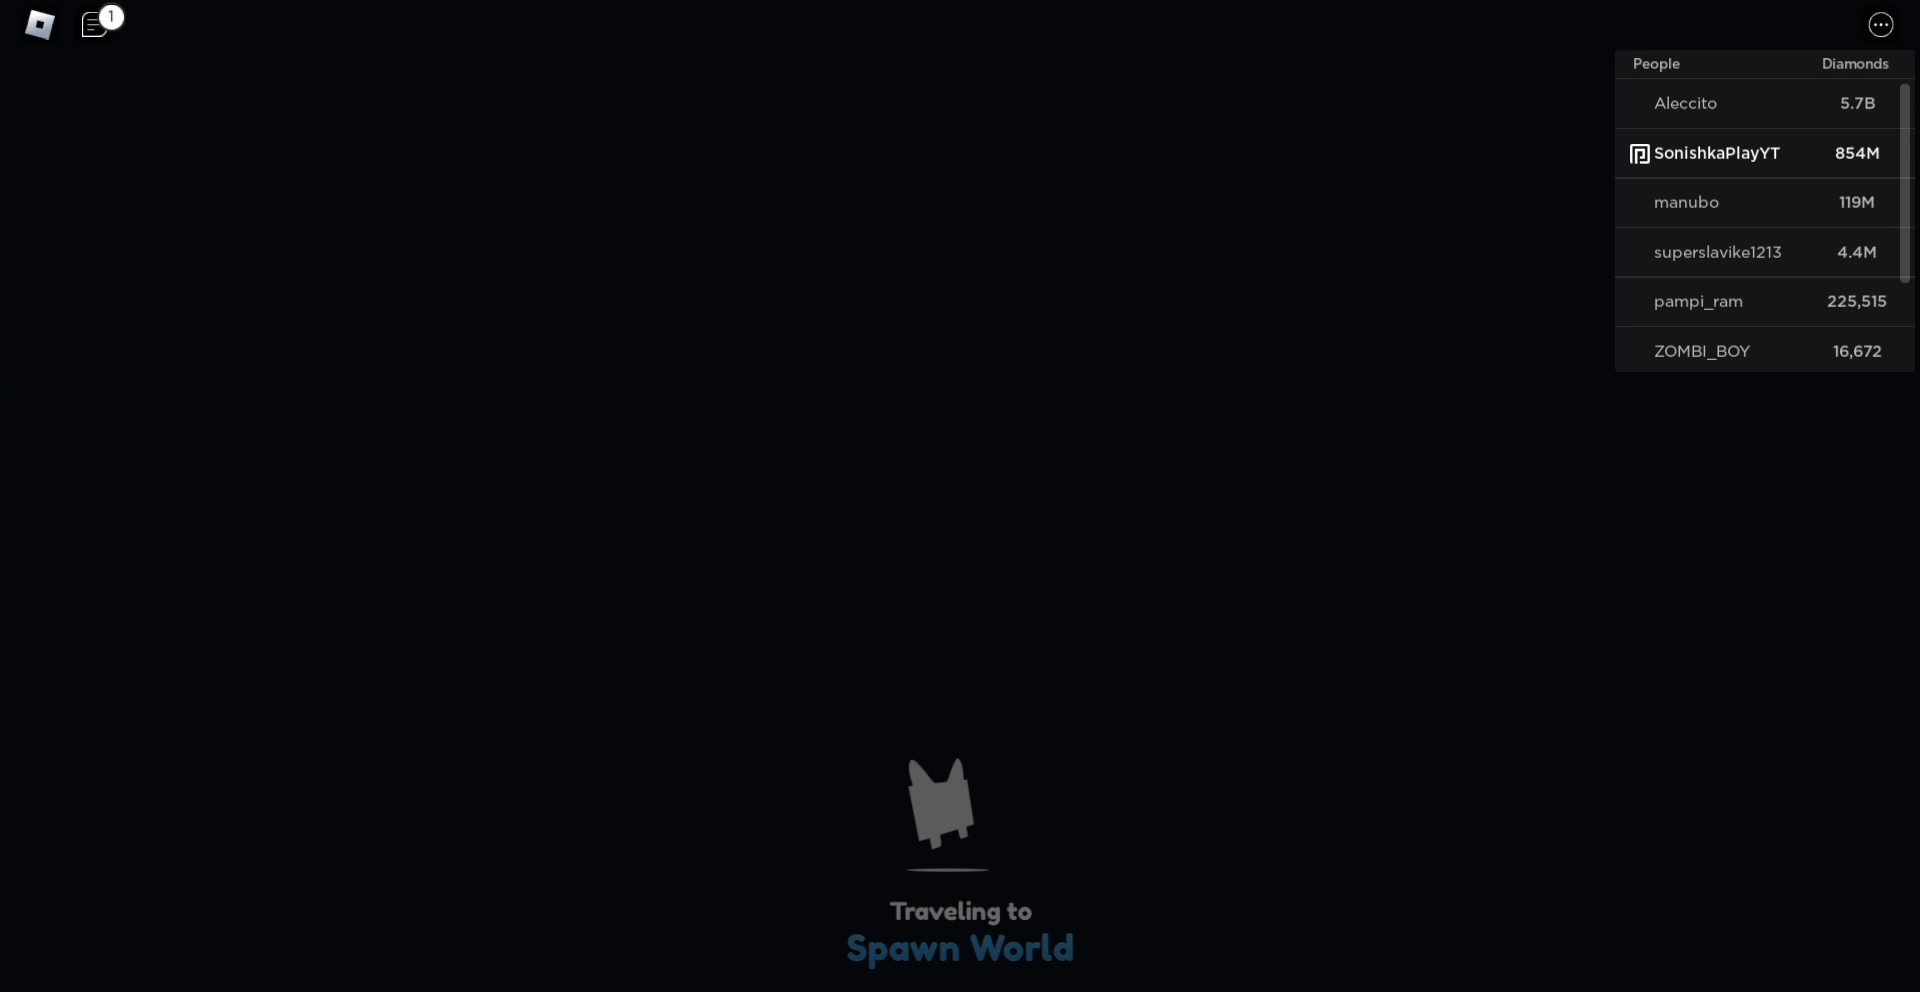 1
People Diamonds
Aleccito 5.7B
SonishkaPlayYT 854M
manubo 119M
superslavike1213 4.4M
pampi_ram 225,515
ZOMBI_BOY 16,672
Traveling to
Spawn World